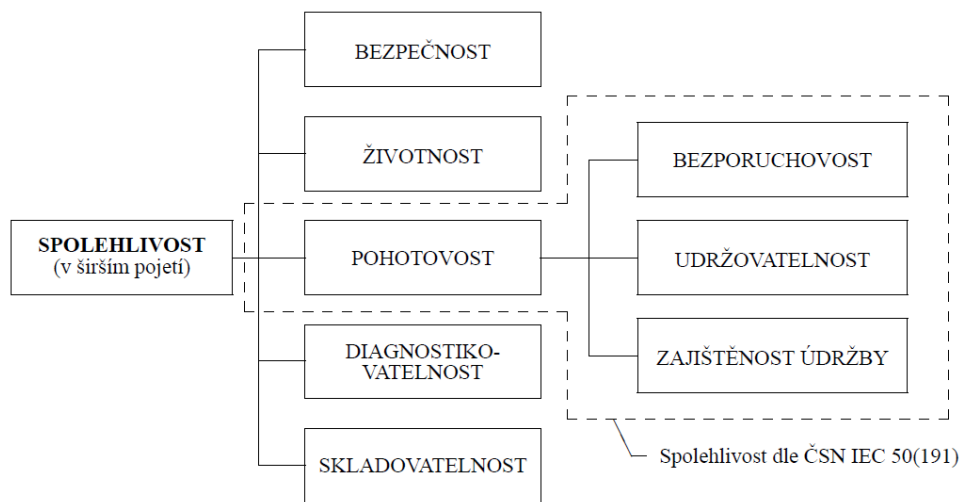 BEZPEČNOST
ŽIVOTNOST
SPOLEHLIVOST
(v širším pojetí)
POHOTOVOST
DIAGNOSTIKO-
VATELNOST
SKLADOVATELNOST
BEZPORUCHOVOST
UDRŽOVATELNOST
ZAJIŠTĚNOST ÚDRŽBY
Spolehlivost dle ČSN IEC 50(191)